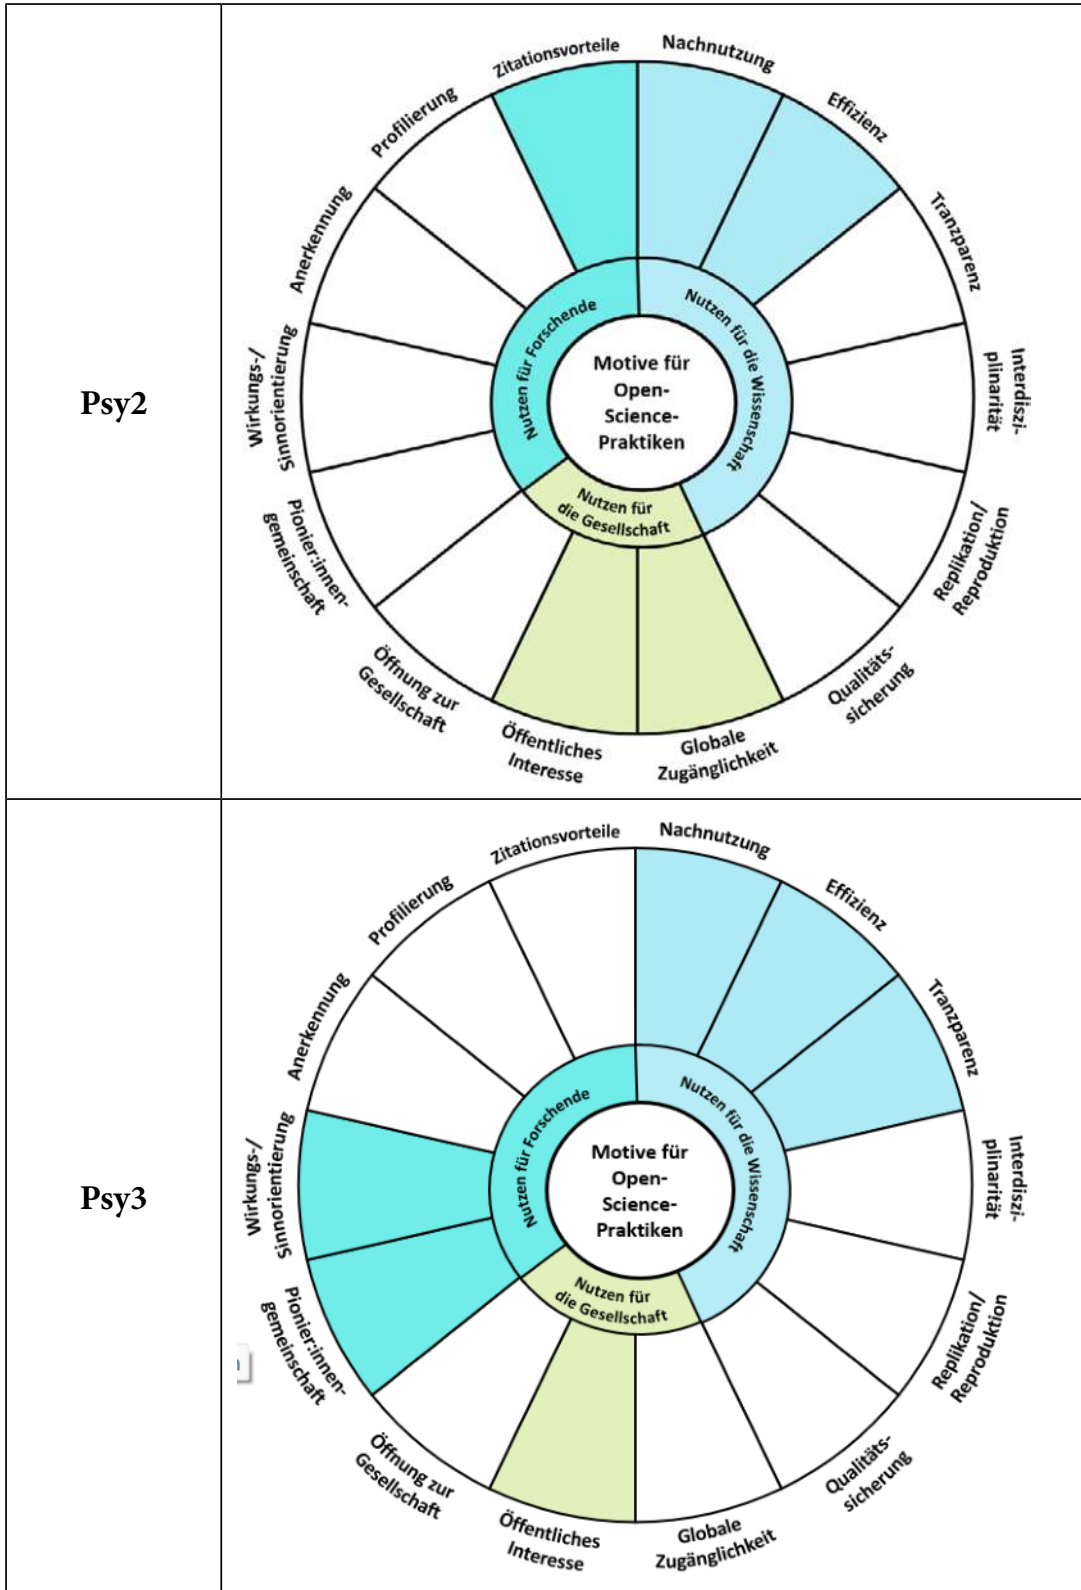 Psy2
Zitationsvorteile
Nachnutzung
Effizienz
Tranzparenz
Interdiszi-
plinarität
Replikation/
Reproduktion
Qualitäts-
sicherung
Globale
Zugänglichkeit
Öffentliches
Interesse
Öffnung zur
Gesellschaft
Pionier:innen-
gemeinschaft
Wirkungs-/
Sinnorientierung
Anerkennung
Profilierung
Nutzen für Forschende
Nutzen für die Wissenschaft
Nutzen für
die Gesellschaft
Motive für
Open-
Science-
Praktiken
Psy3
Zitationsvorteile
Nachnutzung
Effizienz
Tranzparenz
Interdiszi-
plinarität
Replikation/
Reproduktion
Qualitäts-
sicherung
Globale
Zugänglichkeit
Öffentliches
Interesse
Öffnung zur
Gesellschaft
Pionier:innen-
gemeinschaft
Wirkungs-/
Sinnorientierung
Anerkennung
Profilierung
Nutzen für Forschende
Nutzen für die Wissenschaft
Nutzen für
die Gesellschaft
Motive für
Open-
Science-
Praktiken